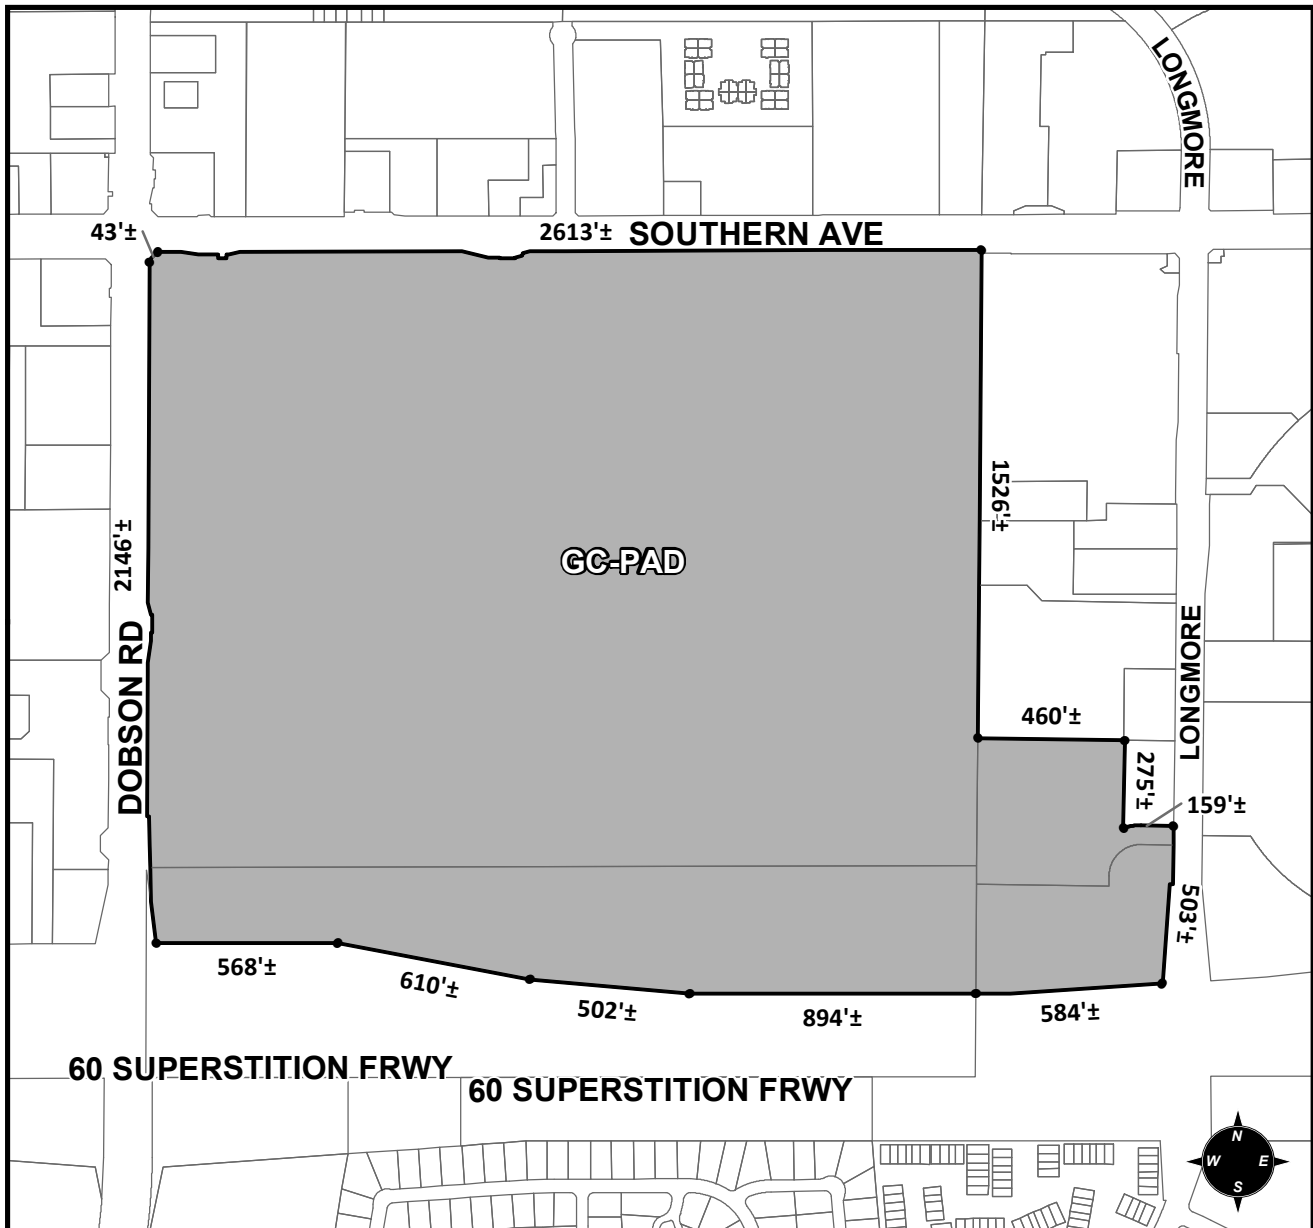 LONGMORE
43'±
2613'±
SOUTHERN AVE
1526'±
2146'±
GC-PAD
DOBSON RD
LONGMORE
460'±
275'±
159'±
503'±
568'±
610'±
502'±
894'±
584'±
60 SUPERSTITION FRWY
60 SUPERSTITION FRWY
N
W E
S